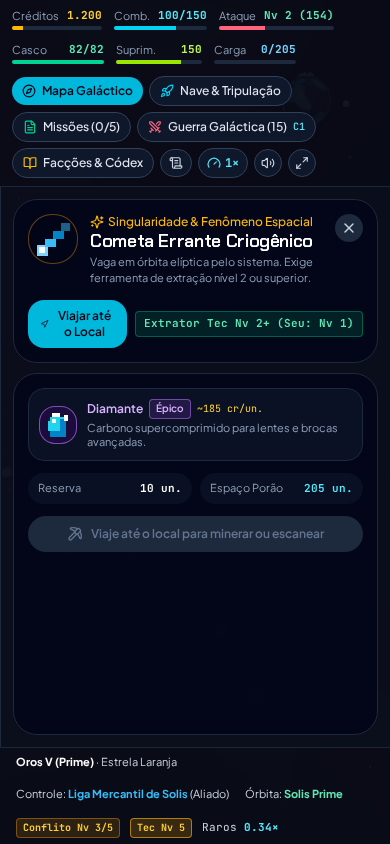 Créditos 1.200 Comb. 100/150 Ataque Nv 2 (154)
Casco 82/82 Suprim. 150 Carga 0/205
Mapa Galáctico Nave & Tripulação
Missões (0/5) Guerra Galáctica (15) C1
Facções & Códex 1×
Singularidade & Fenômeno Espacial
Cometa Errante Criogênico
Vaga em órbita elíptica pelo sistema. Exige
ferramenta de extração nível 2 ou superior.
Viajar até
o Local
Extrator Tec Nv 2+ (Seu: Nv 1)
Diamante Épico ~185 cr/un.
Carbono supercomprimido para lentes e brocas
avançadas.
Reserva 10 un. Espaço Porão 205 un.
Viaje até o local para minerar ou escanear
Oros V (Prime) · Estrela Laranja
Controle: Liga Mercantil de Solis (Aliado) Órbita: Solis Prime
Conflito Nv 3/5 Tec Nv 5 Raros 0.34×